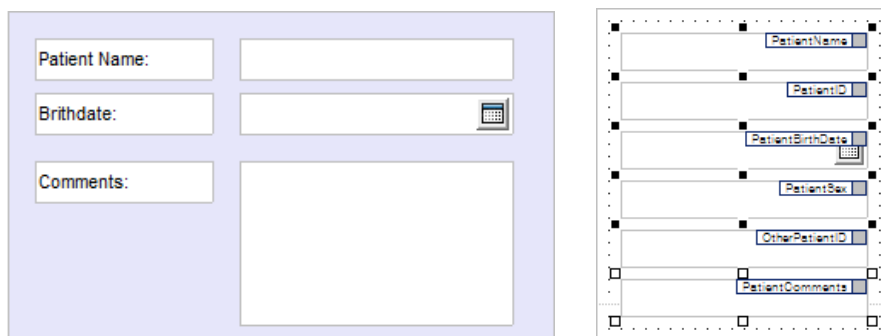 Patient Name:
Brithdate:
Comments:
PatientName
PatientID
PatientBirthDate
PatientSex
OtherPatientID
PatientComments